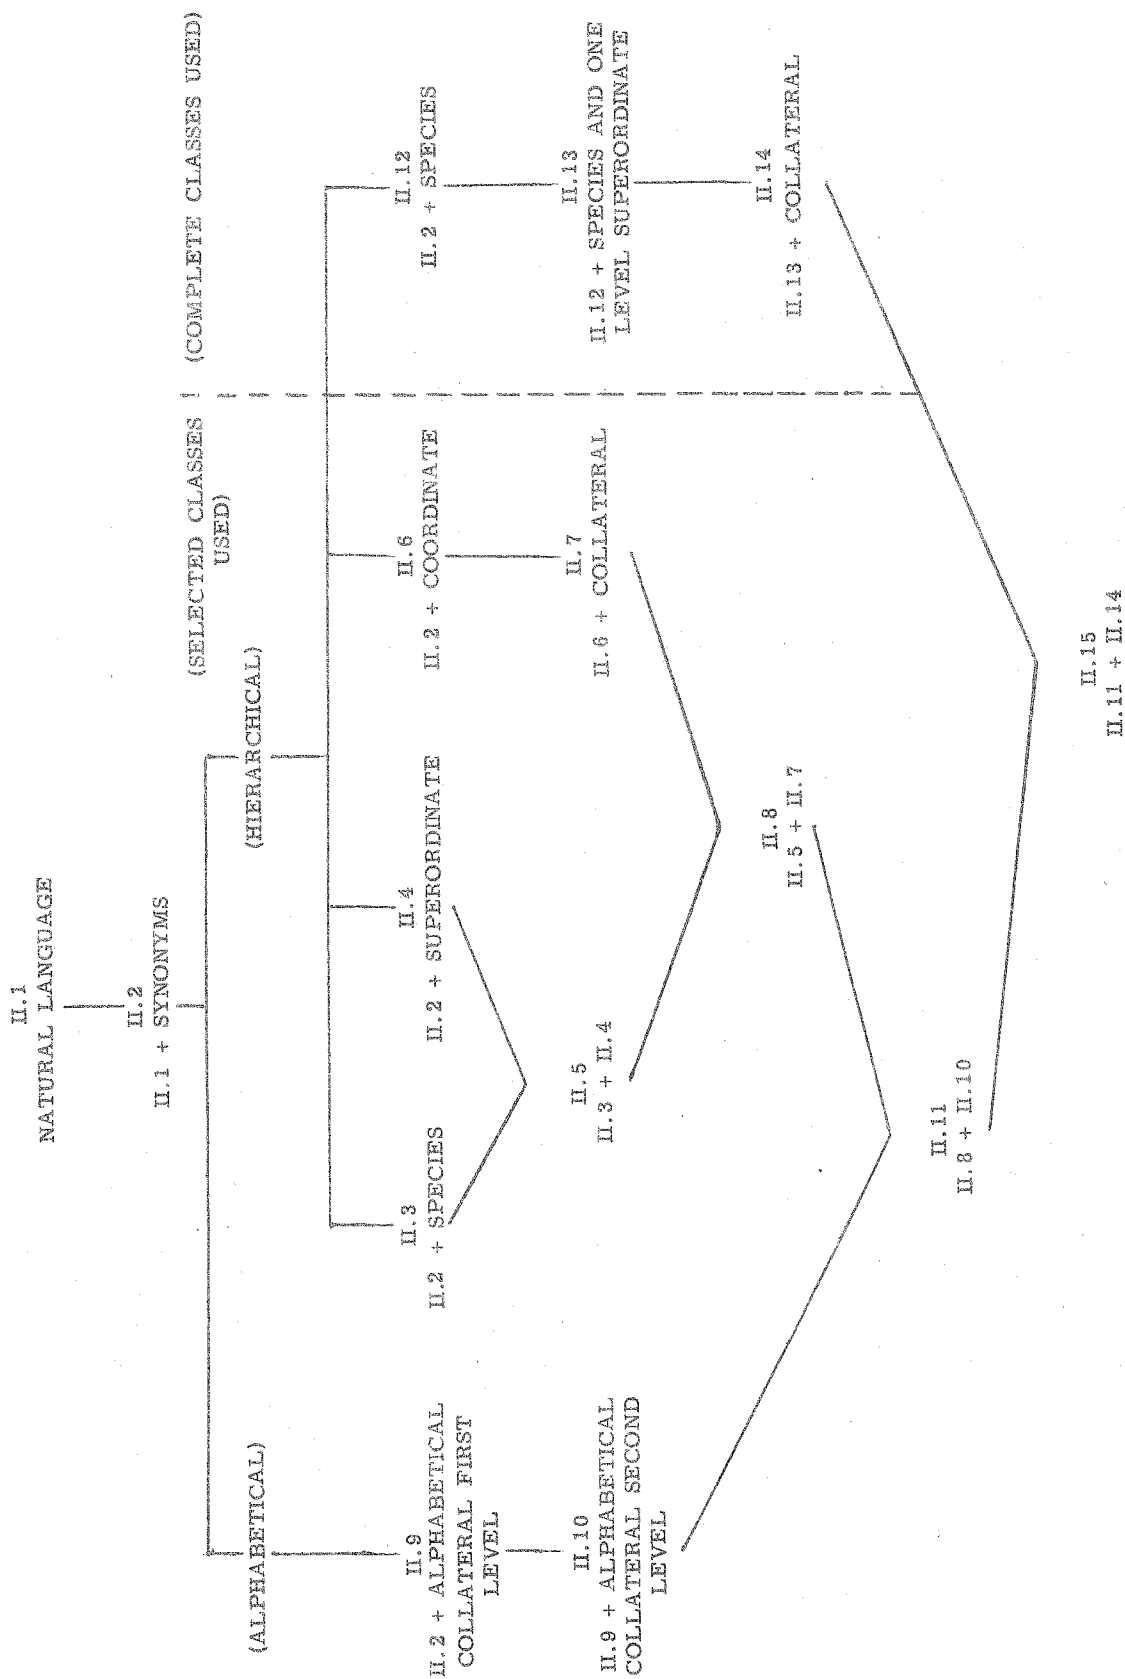 II.1
NATURAL LANGUAGE
II.2
II.1 + SYNONYMS
(SELECTED CLASSES
USED)
(COMPLETE CLASSES USED)
(ALPHABETICAL)
(HIERARCHICAL)
II.9
II.2 + ALPHABETICAL
COLLATERAL FIRST
LEVEL
II.3
II.2 + SPECIES
II.4
II.2 + SUPERORDINATE
II.6
II.2 + COORDINATE
II.12
II.2 + SPECIES
II.10
II.9 + ALPHABETICAL
COLLATERAL SECOND
LEVEL
II.5
II.3 + II.4
II.7
II.6 + COLLATERAL
II.13
II.12 + SPECIES AND ONE
LEVEL SUPERORDINATE
II.8
II.5 + II.7
II.14
II.13 + COLLATERAL
II.11
II.8 + II.10
II.15
II.11 + II.14